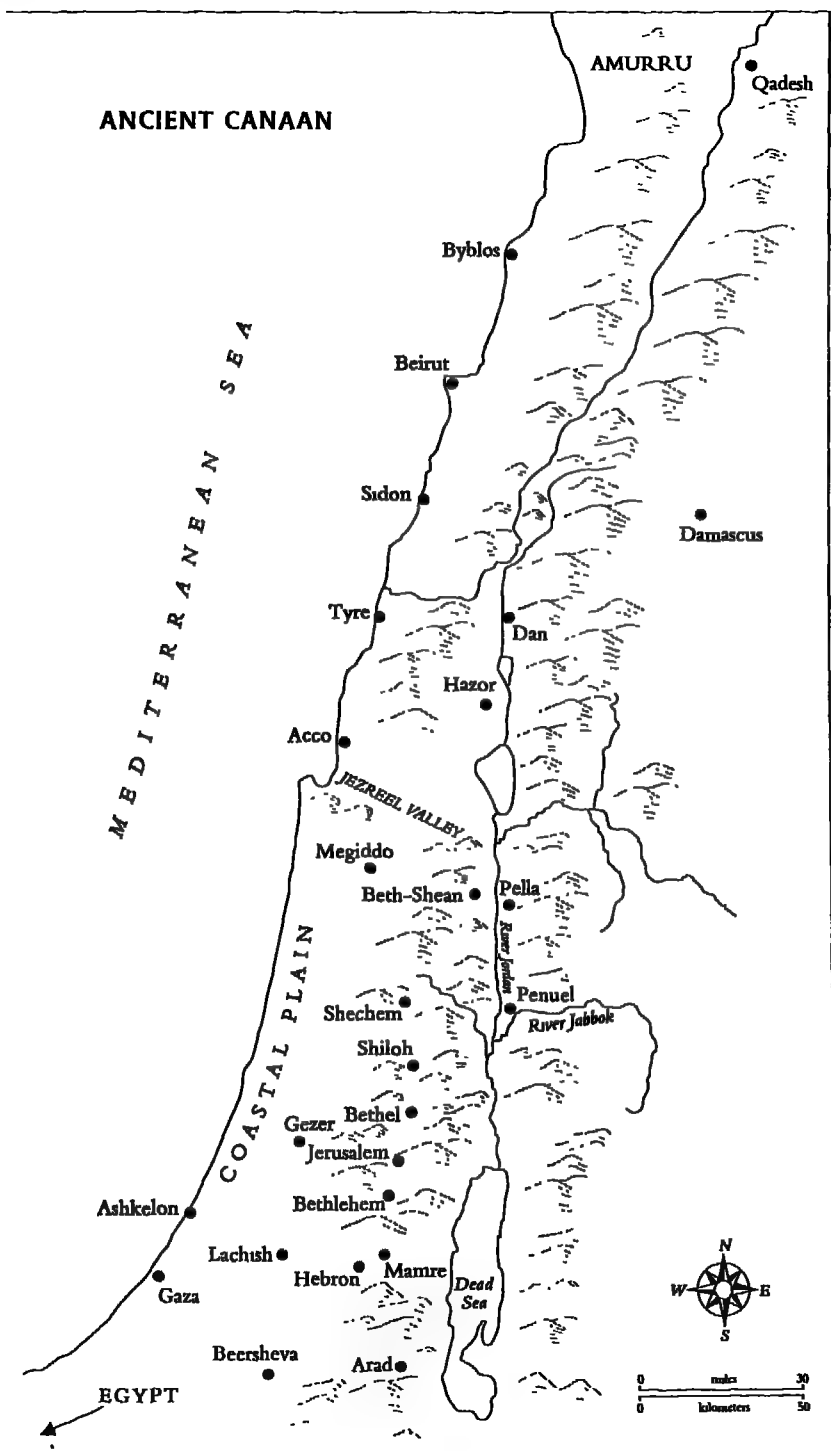 AMURRU
Qadesh
ANCIENT CANAAN
Byblos
MEDITERRANEAN SEA
Beirut
Sidon
Damascus
Tyre
Dan
Hazor
Acco
JEZREEL VALLEY
Megiddo
Beth-Shean
Pella
River Jordan
COASTAL PLAIN
Penuel
Shechem
River Jabbok
Shiloh
Bethel
Gezer
Jerusalem
Bethlehem
Ashkelon
Lachish
Hebron
Mamre
Dead
Sea
Gaza
N
W E
S
Beersheva
Arad
0 miles 30
0 kilometers 50
EGYPT